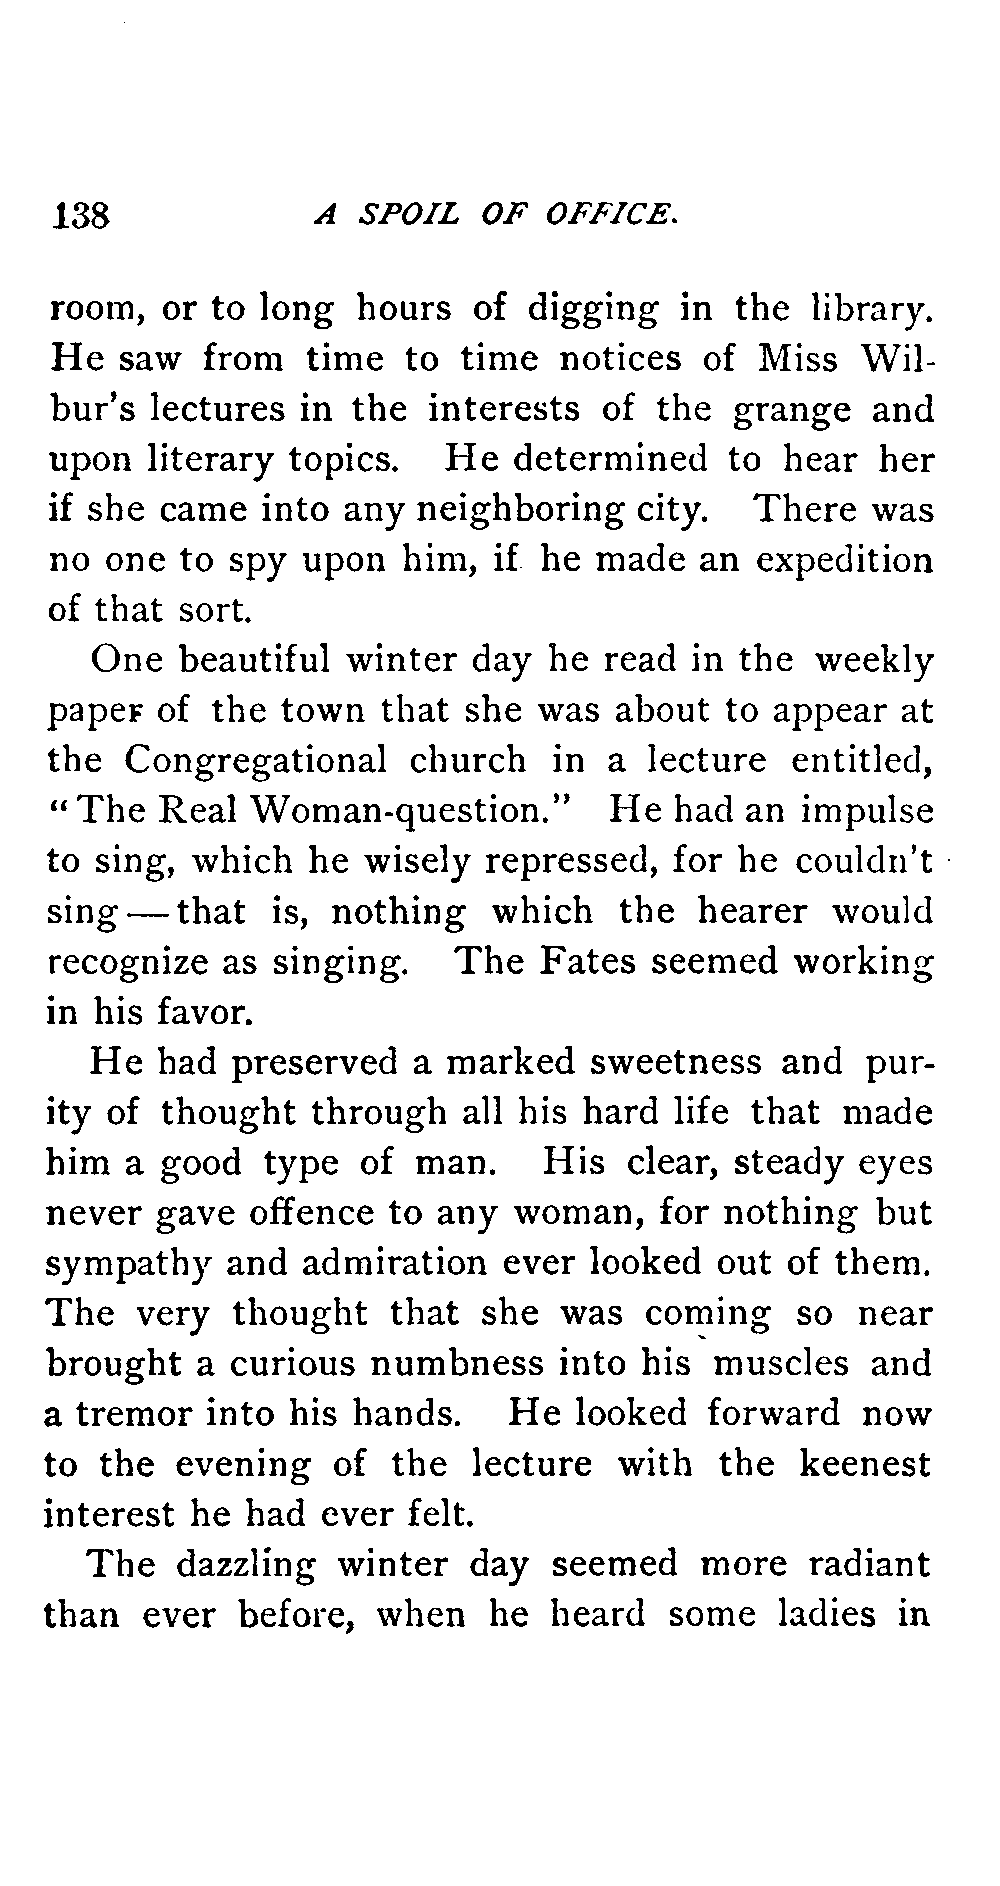 138 A SPOIL OF OFFICE.
room, or to long hours of digging in the library.
He saw from time to time notices of Miss Wil-
bur's lectures in the interests of the grange and
upon literary topics. He determined to hear her
if she came into any neighboring city. There was
no one to spy upon him, if he made an expedition
of that sort.
One beautiful winter day he read in the weekly
paper of the town that she was about to appear at
the Congregational church in a lecture entitled,
"The Real Woman-question." He had an impulse
to sing, which he wisely repressed, for he couldn't
sing—that is, nothing which the hearer would
recognize as singing. The Fates seemed working
in his favor.
He had preserved a marked sweetness and pur-
ity of thought through all his hard life that made
him a good type of man. His clear, steady eyes
never gave offence to any woman, for nothing but
sympathy and admiration ever looked out of them.
The very thought that she was coming so near
brought a curious numbness into his muscles and
a tremor into his hands. He looked forward now
to the evening of the lecture with the keenest
interest he had ever felt.
The dazzling winter day seemed more radiant
than ever before, when he heard some ladies in